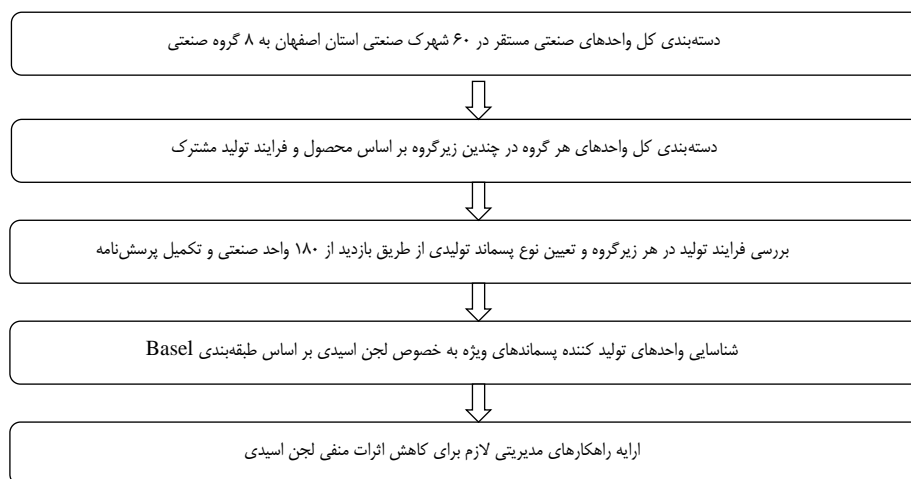 دسته‌بندی کل واحدهای صنعتی مستقر در ۶۰ شهرک صنعتی استان اصفهان به ۸ گروه صنعتی
دسته‌بندی کل واحدهای هر گروه در چندین زیرگروه بر اساس محصول و فرایند تولید مشترک
بررسی فرایند تولید در هر زیرگروه و تعیین نوع پسماند تولیدی از طریق بازدید از ۱۸۰ واحد صنعتی و تکمیل پرسش‌نامه
شناسایی واحدهای تولید کننده پسماندهای ویژه به خصوص لجن اسیدی بر اساس طبقه‌بندی Basel
ارایه راهکارهای مدیریتی لازم برای کاهش اثرات منفی لجن اسیدی